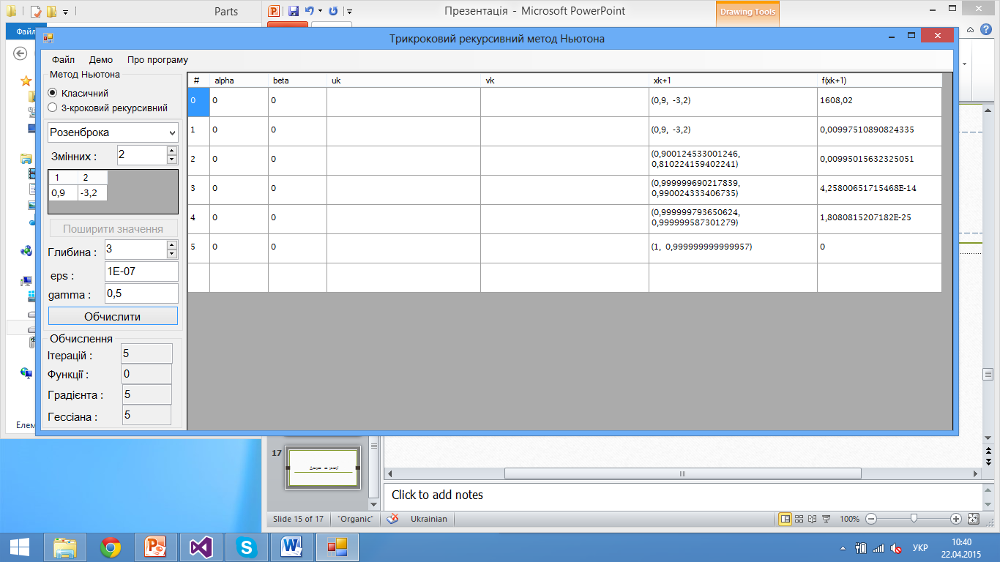 Parts
Презентація - Microsoft PowerPoint
Drawing Tools
Файл
Трикроковий рекурсивний метод Ньютона
Файл Демо Про програму
Метод Ньютона
Класичний
3-кроковий рекурсивний
Розенброка
Змінних : 2
1 2
0,9 -3,2
Поширити значення
Глибина : 3
eps : 1E-07
gamma : 0,5
Обчислити
Обчислення
Ітерацій : 5
Функції : 0
Градієнта : 5
Гессіана : 5
# alpha beta uk vk xk+1 f(xk+1)
0 0 0 (0,9; -3,2) 1608,02
1 0 0 (0,9; -3,2) 0,00997510890824335
2 0 0 (0,900124533001246; 0,00995015632325051
0,810224159402241)
3 0 0 (0,999999690217839; 4,25800651715468E-14
0,990024333406735)
4 0 0 (0,999999793650624; 1,8080815207182E-25
0,999999587301279)
5 0 0 (1; 0,999999999999957) 0
Елем
17
Дякую за увагу!
Click to add notes
Slide 15 of 17 "Organic" Ukrainian 100%
УКР
10:40
22.04.2015